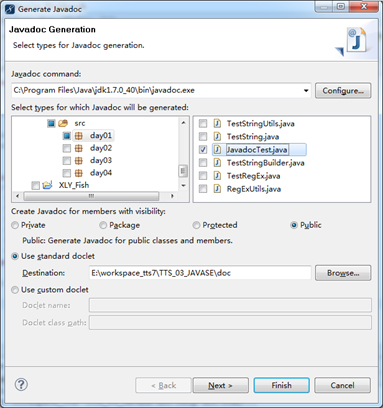 Generate Javadoc
Javadoc Generation
Select types for Javadoc generation.
@
J
Javadoc command:
C:\Program Files\Java\jdk1.7.0_40\bin\javadoc.exe
Configure...
Select types for which Javadoc will be generated:
src
day01
day02
day03
day04
XLY_Fish
TestStringUtils.java
TestString.java
JavadocTest.java
TestStringBuilder.java
TestRegEx.java
RegExUtils.java
Create Javadoc for members with visibility:
Private Package Protected Public
Public: Generate Javadoc for public classes and members.
Use standard doclet
Destination: E:\workspace_tts7\TTS_03_JAVASE\doc Browse...
Use custom doclet
Doclet name:
Doclet class path:
? < Back Next > Finish Cancel